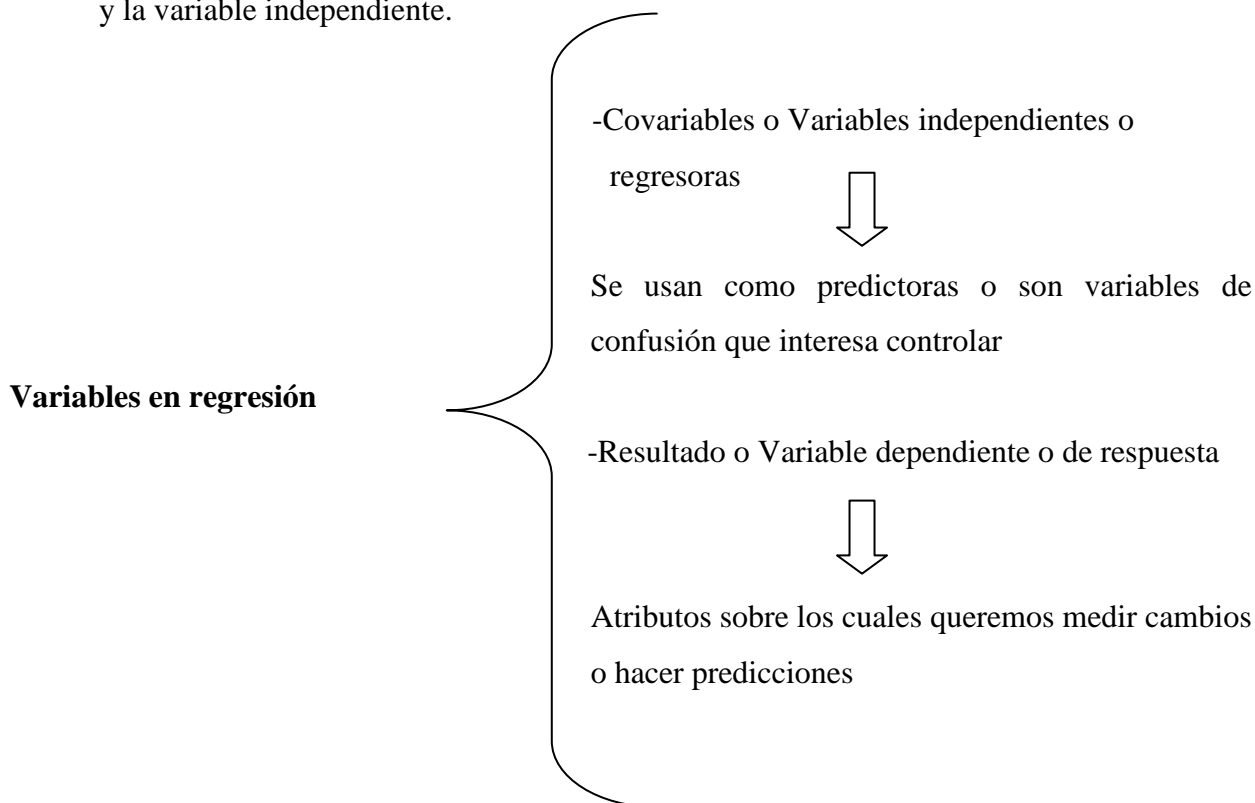 y la variable independiente.
-Covariables o Variables independientes o
regresoras
Se usan como predictoras o son variables de
confusión que interesa controlar
Variables en regresión
-Resultado o Variable dependiente o de respuesta
Atributos sobre los cuales queremos medir cambios
o hacer predicciones